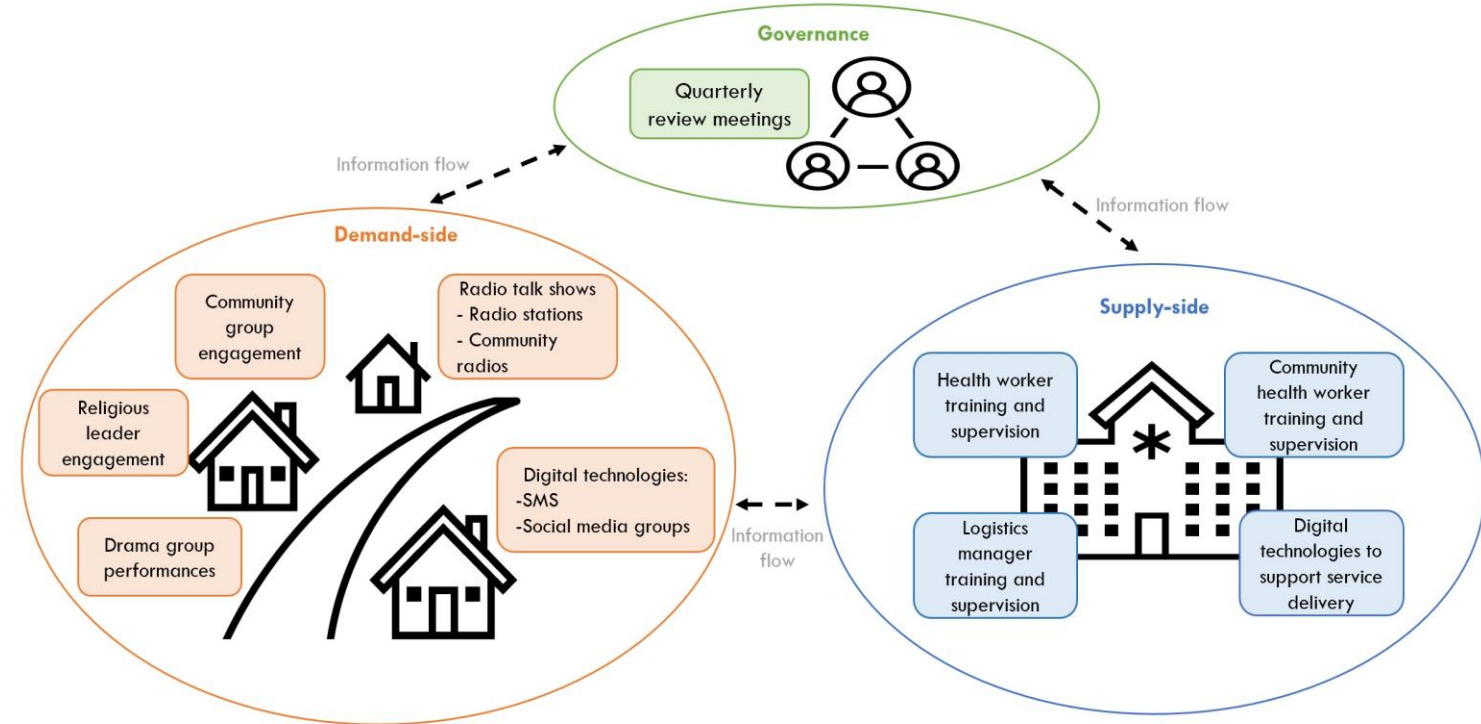 Governance
Quarterly
review meetings
Information flow
Information flow
Demand-side
Community
group
engagement
Radio talk shows
- Radio stations
- Community
radios
Religious
leader
engagement
Digital technologies:
-SMS
-Social media groups
Drama group
performances
Information
flow
Supply-side
Health worker
training and
supervision
Community
health worker
training and
supervision
Logistics
manager
training and
supervision
Digital
technologies to
support service
delivery